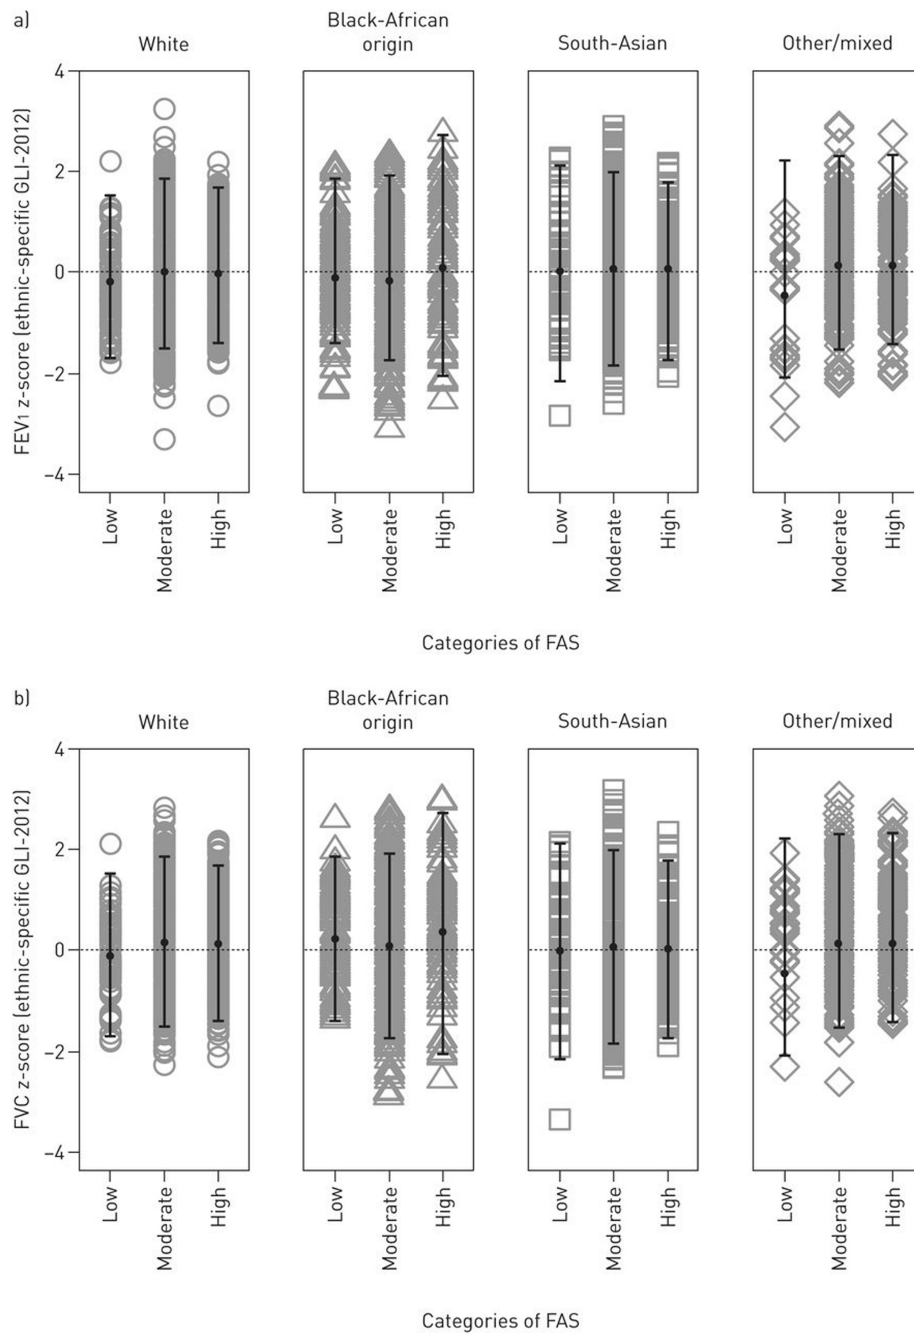 a)
White
Black-African
origin
South-Asian
Other/mixed
FEV1 z-score (ethnic-specific GLI-2012)
4
2
0
−2
−4
Low
Moderate
High
Low
Moderate
High
Low
Moderate
High
Low
Moderate
High
Categories of FAS
b)
White
Black-African
origin
South-Asian
Other/mixed
FVC z-score (ethnic-specific GLI-2012)
4
2
0
−2
−4
Low
Moderate
High
Low
Moderate
High
Low
Moderate
High
Low
Moderate
High
Categories of FAS